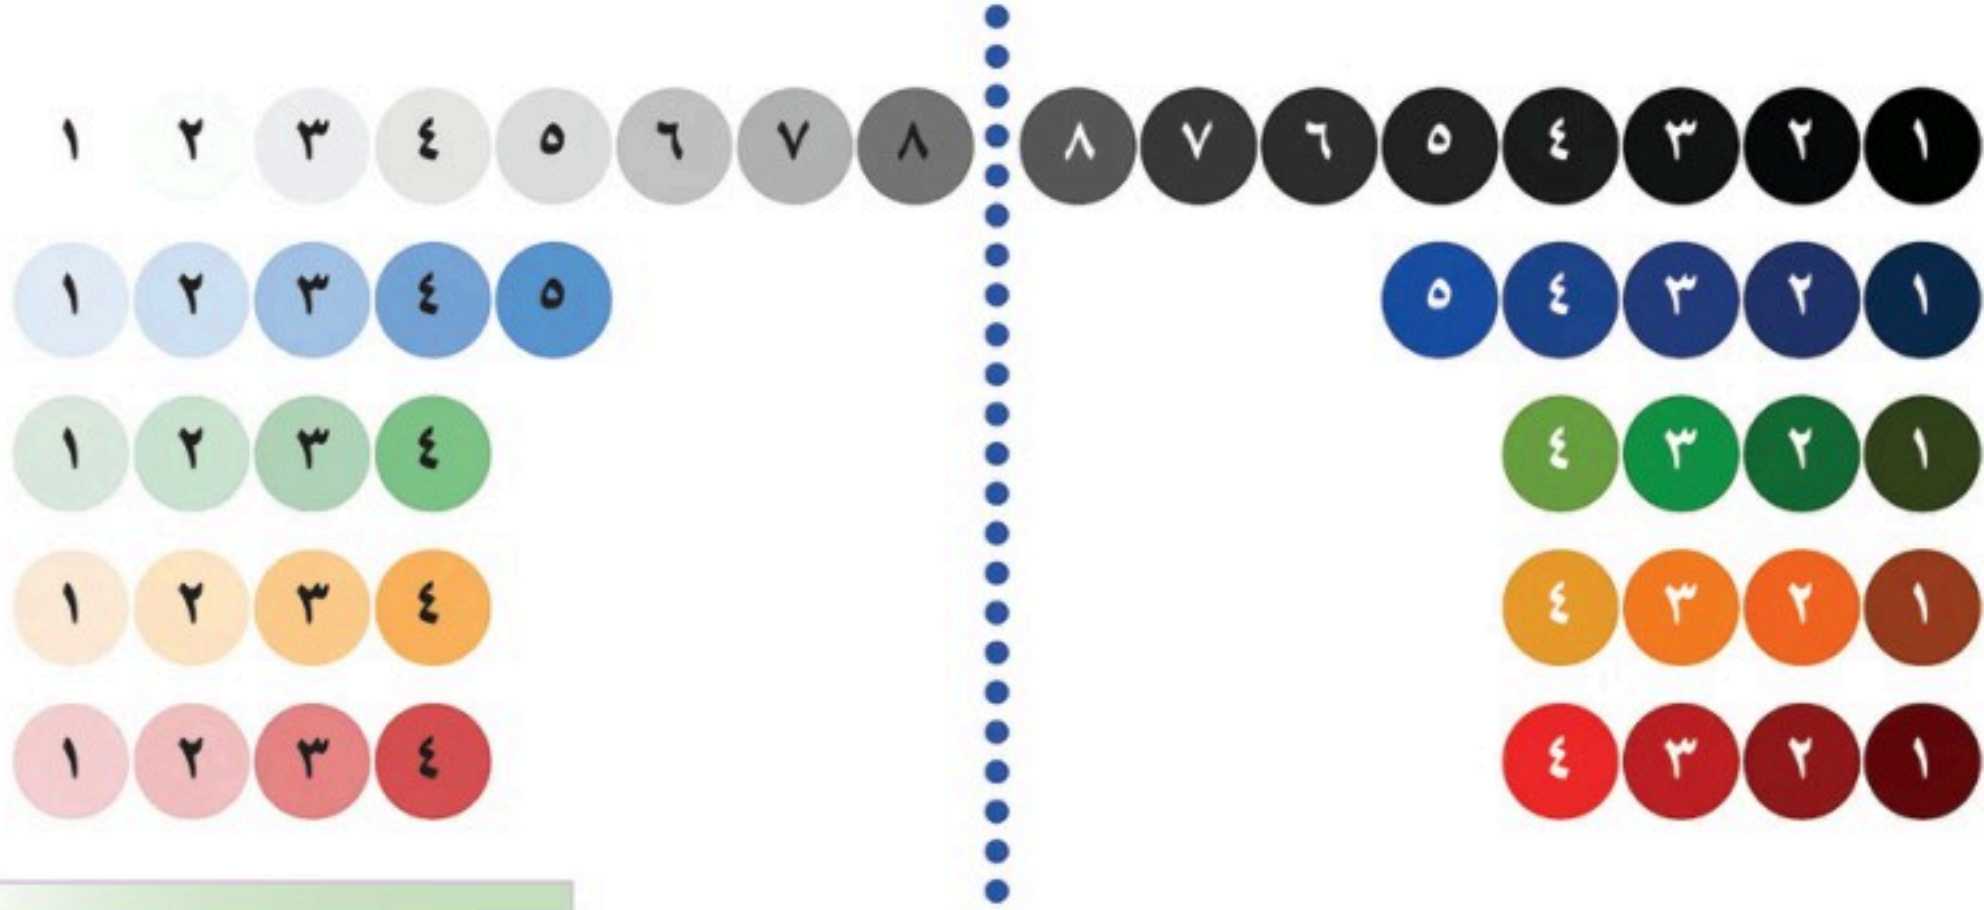 ١ ٢ ٣ ٤ ٥ ٦ ٧ ٨ ٨ ٧ ٦ ٥ ٤ ٣ ٢ ١
١ ٢ ٣ ٤ ٥ ٥ ٤ ٣ ٢ ١
١ ٢ ٣ ٤ ٤ ٣ ٢ ١
١ ٢ ٣ ٤ ٤ ٣ ٢ ١
١ ٢ ٣ ٤ ٤ ٣ ٢ ١